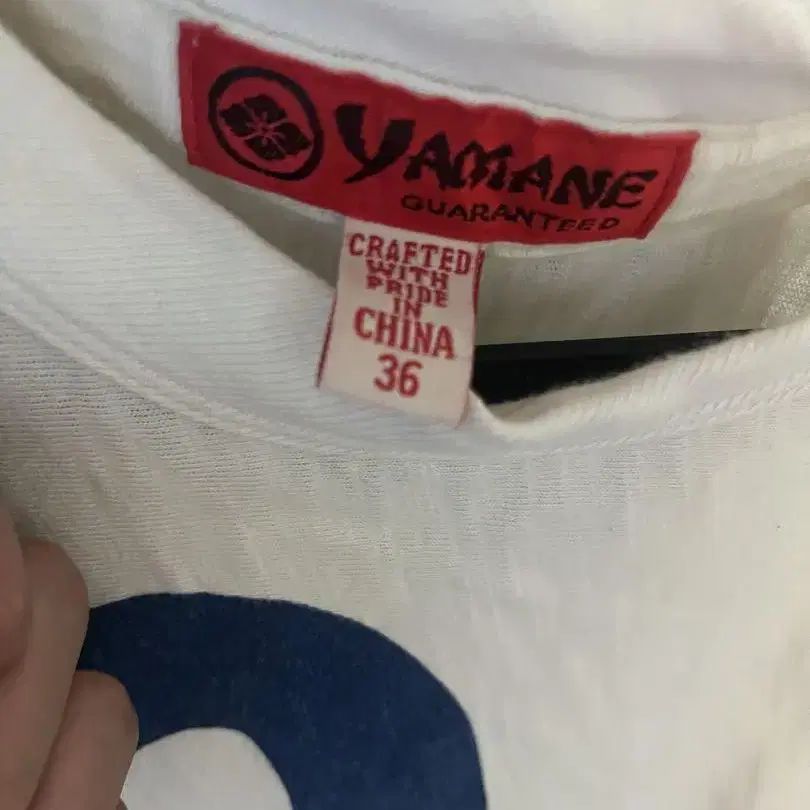 YAMANE
GUARANTEED
CRAFTED
WITH
PRIDE
IN
CHINA
36